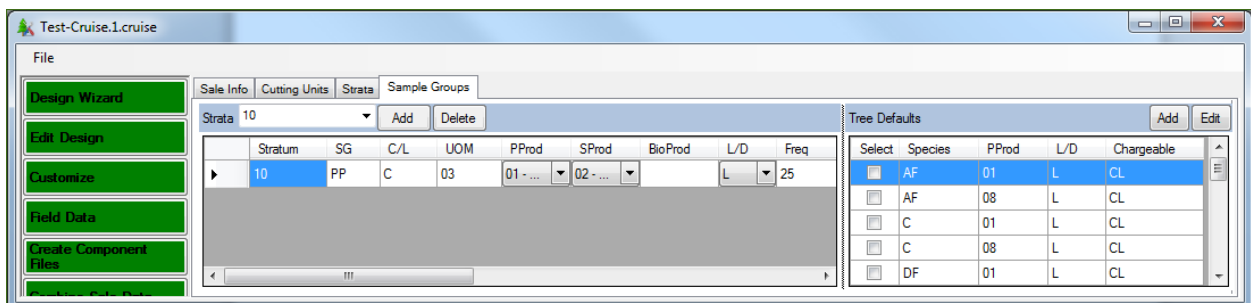 Test-Cruise.1.cruise
File
Design Wizard
Edit Design
Customize
Field Data
Create Component
Files
Sale Info Cutting Units Strata Sample Groups
Strata 10 Add Delete
Stratum SG C/L UOM PProd SProd BioProd L/D Freq
10 PP C 03 01 - ... 02 - ... L 25
Tree Defaults Add Edit
Select Species PProd L/D Chargeable
AF 01 L CL
AF 08 L CL
C 01 L CL
C 08 L CL
DF 01 L CL